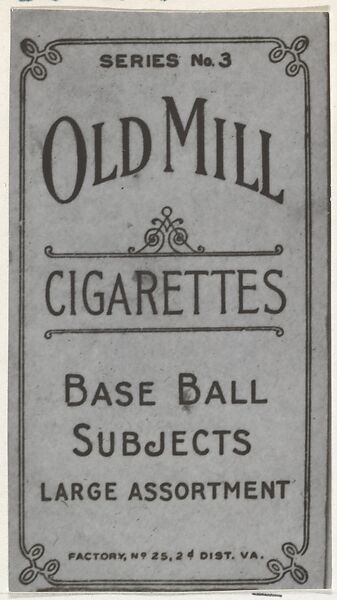 SERIES No. 3
OLD MILL
CIGARETTES
BASE BALL
SUBJECTS
LARGE ASSORTMENT
FACTORY, No 25, 2d DIST. VA.